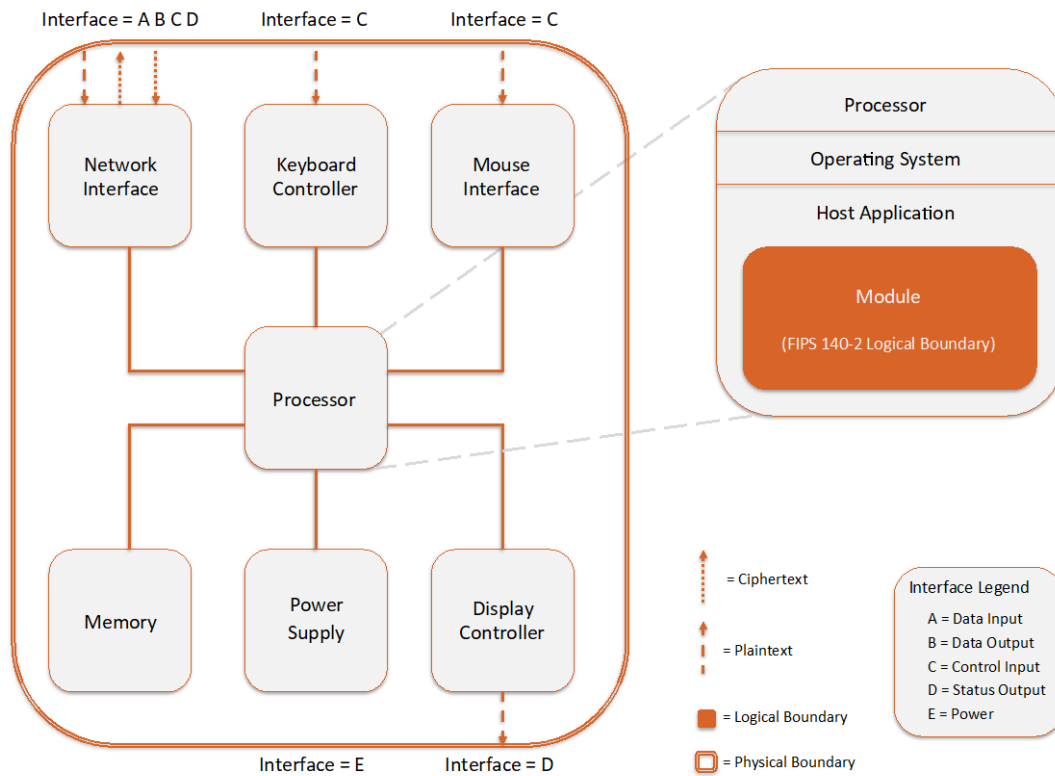 Interface = A B C D
Interface = C
Interface = C
Network
Interface
Keyboard
Controller
Mouse
Interface
Processor
Memory
Power
Supply
Display
Controller
Interface = E
Interface = D
Processor
Operating System
Host Application
Module
(FIPS 140-2 Logical Boundary)
= Ciphertext
= Plaintext
= Logical Boundary
= Physical Boundary
Interface Legend
A = Data Input
B = Data Output
C = Control Input
D = Status Output
E = Power